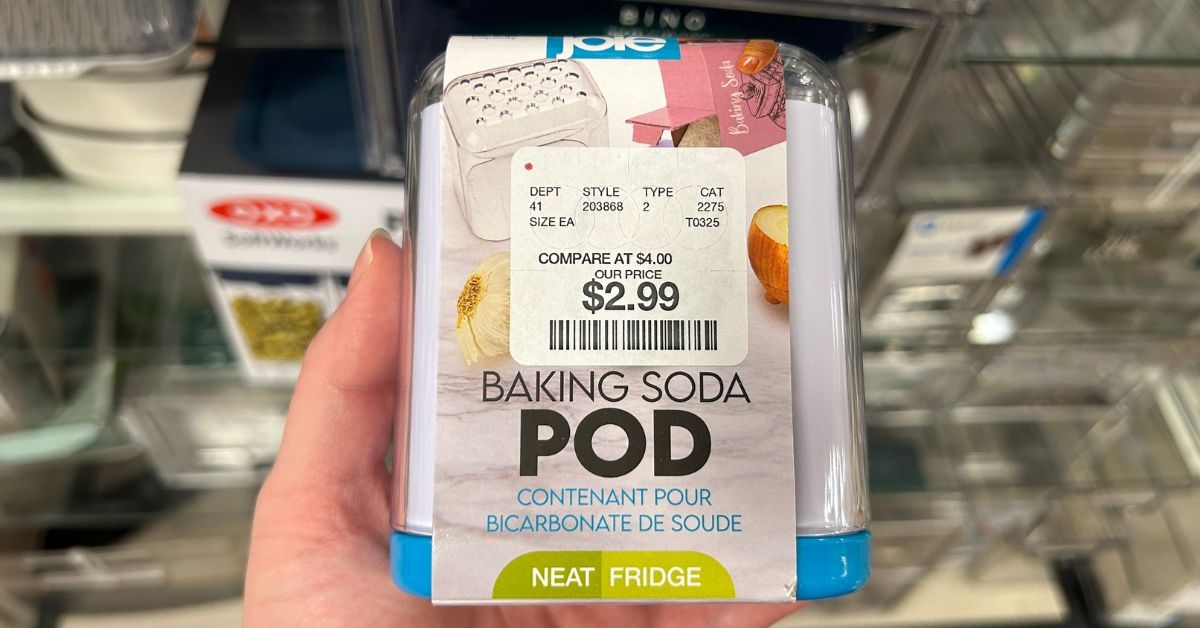 BINO
joie
Baking Soda
DEPT STYLE TYPE CAT
41 203868 2 2275
SIZE EA T0325
COMPARE AT $4.00
OUR PRICE
$2.99
BAKING SODA
POD
CONTENANT POUR
BICARBONATE DE SOUDE
NEAT FRIDGE
OXO
SoftWorks